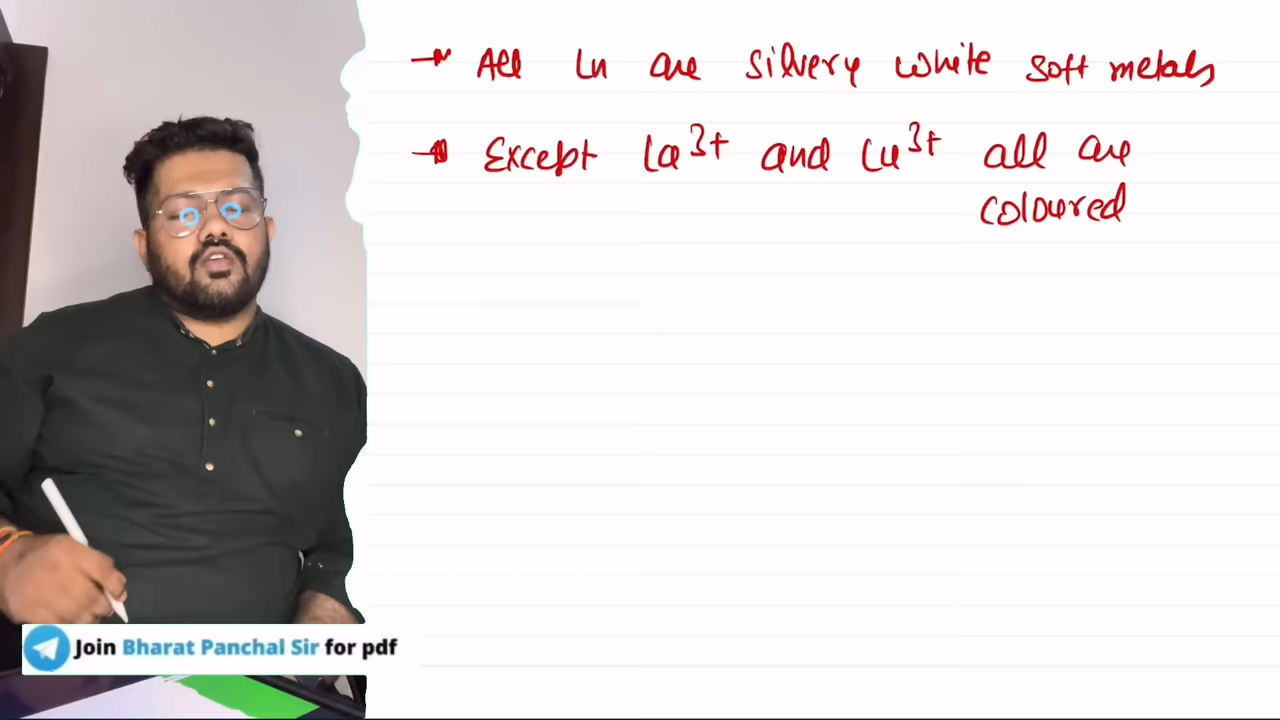 → All Ln are silvery white soft metals
→ Except La³⁺ and Lu³⁺ all are
coloured
Join Bharat Panchal Sir for pdf